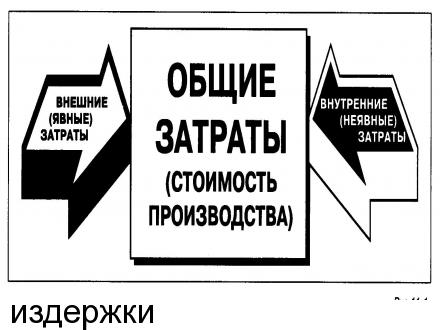 ВНЕШНИЕ
(ЯВНЫЕ)
ЗАТРАТЫ
ОБЩИЕ
ЗАТРАТЫ
(СТОИМОСТЬ
ПРОИЗВОДСТВА)
ВНУТРЕННИЕ
(НЕЯВНЫЕ)
ЗАТРАТЫ
издержки